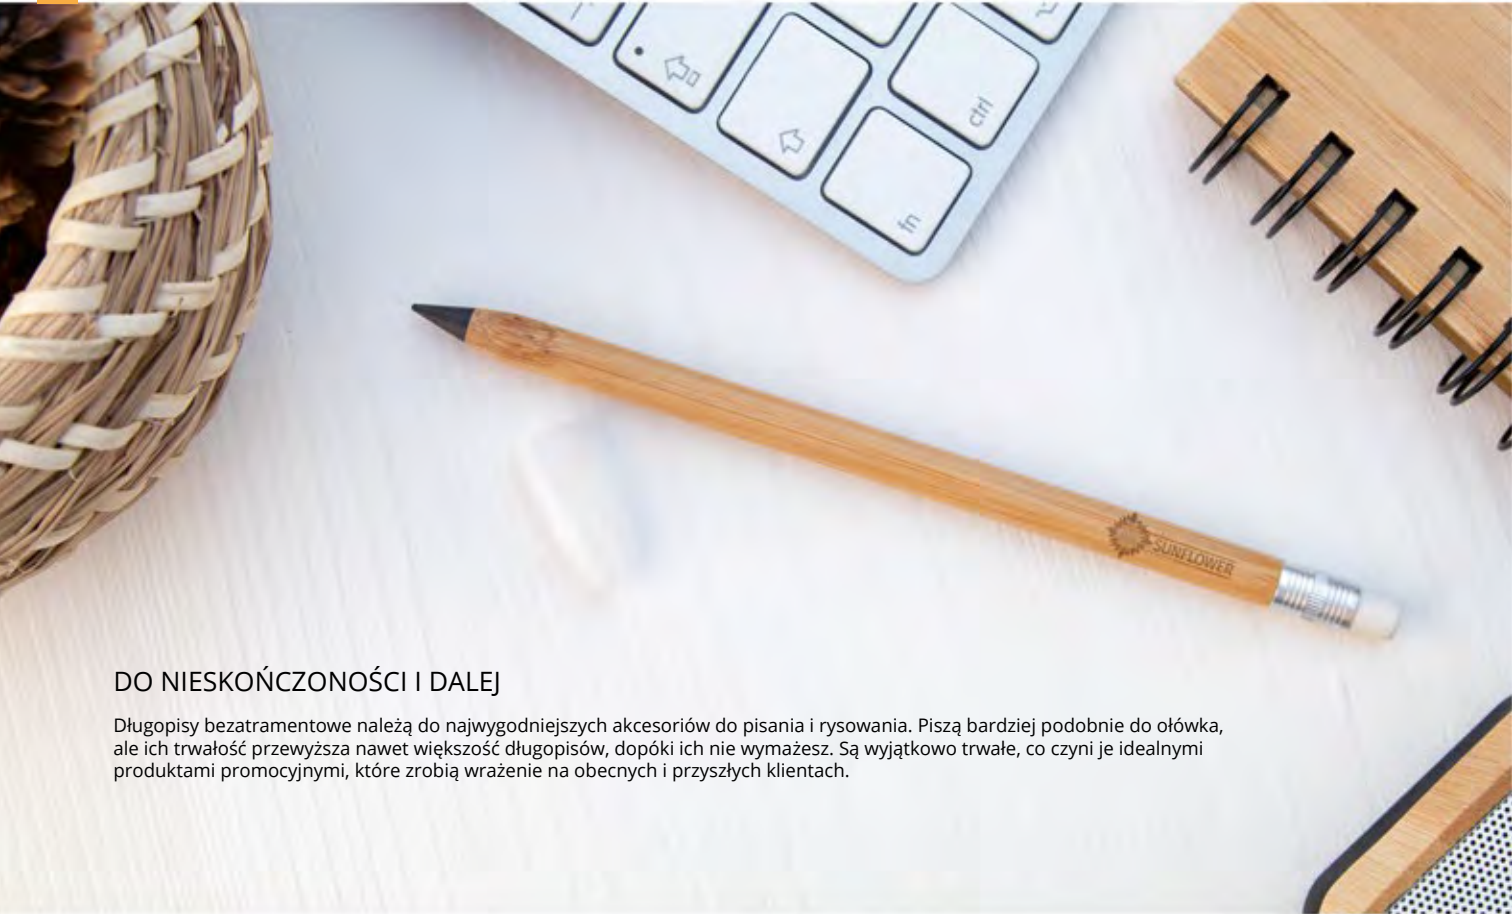 ctrl
fn
SUNFLOWER
DO NIESKOŃCZONOŚCI I DALEJ
Długopisy bezatramentowe należą do najwygodniejszych akcesoriów do pisania i rysowania. Piszą bardziej podobnie do ołówka,
ale ich trwałość przewyższa nawet większość długopisów, dopóki ich nie wymażesz. Są wyjątkowo trwałe, co czyni je idealnymi
produktami promocyjnymi, które zrobią wrażenie na obecnych i przyszłych klientach.